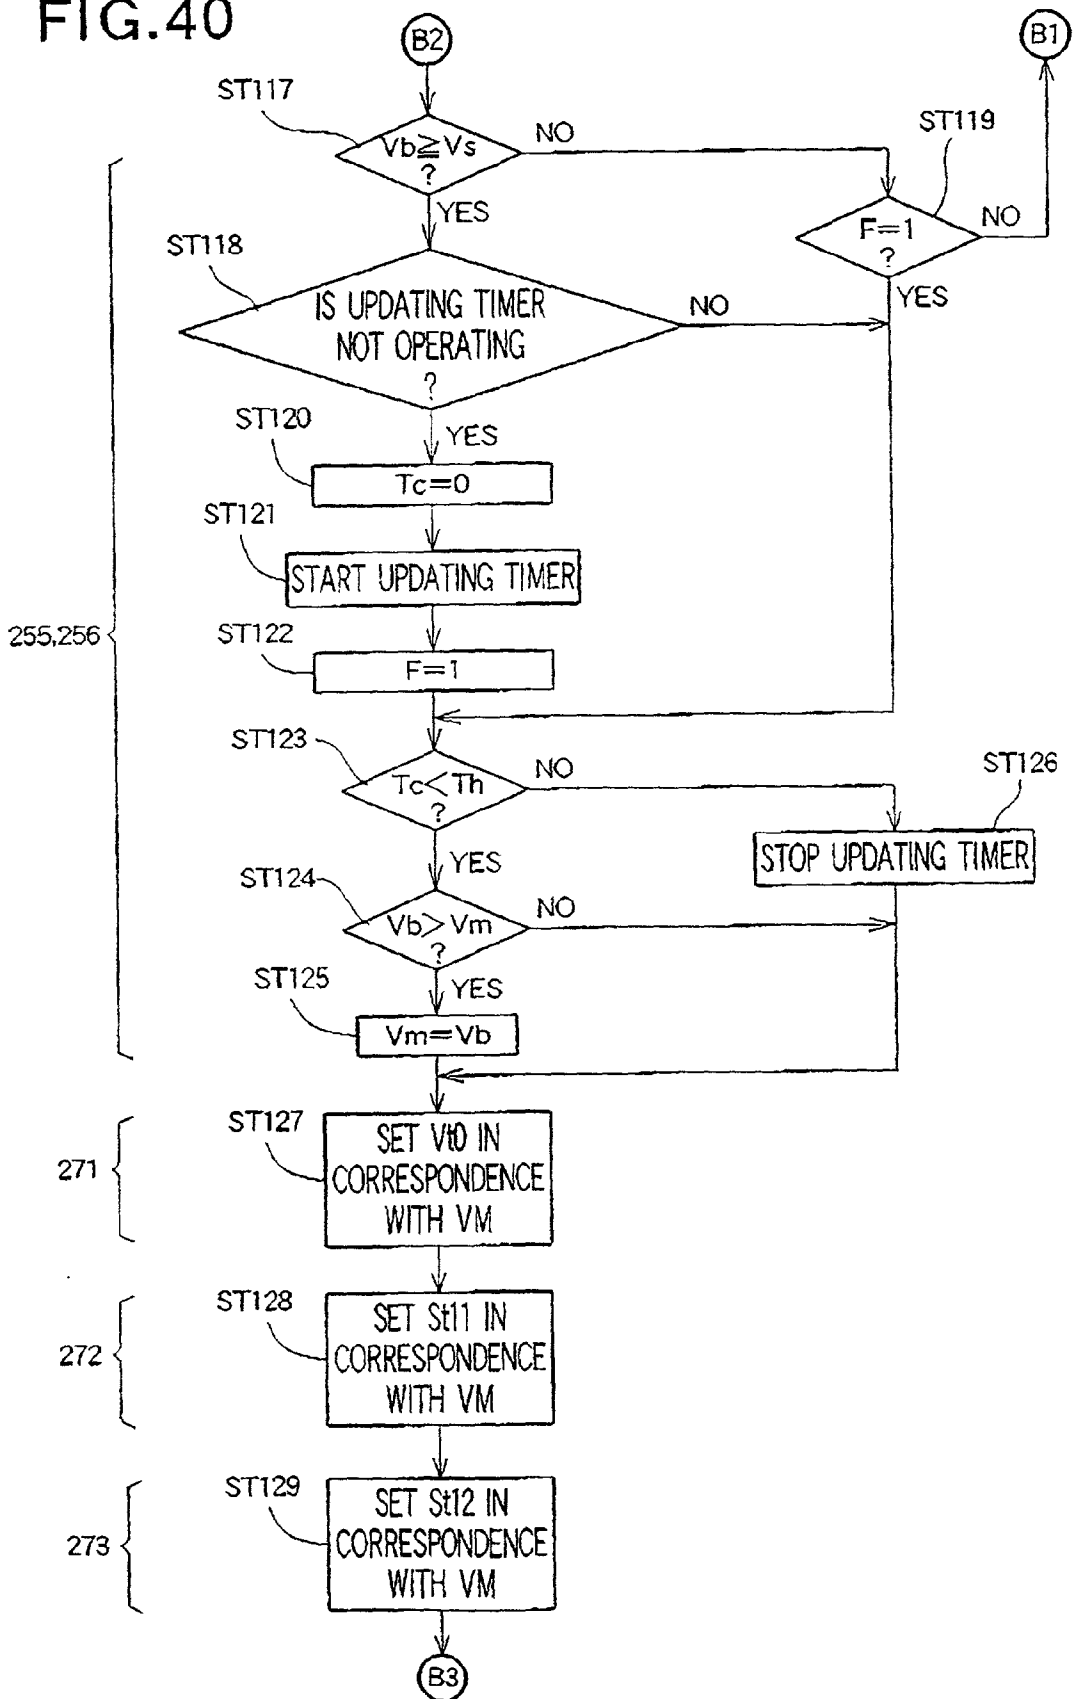 FIG.40
B2
B1
ST117
Vb≧Vs
?
NO
YES
ST119
F=1
?
NO
YES
ST118
IS UPDATING TIMER
NOT OPERATING
?
NO
YES
ST120
Tc=0
ST121
START UPDATING TIMER
255,256
ST122
F=1
ST123
Tc<Th
?
NO
YES
ST126
STOP UPDATING TIMER
ST124
Vb>Vm
?
NO
YES
ST125
Vm=Vb
ST127
271
SET Vt0 IN
CORRESPONDENCE
WITH VM
ST128
272
SET St11 IN
CORRESPONDENCE
WITH VM
ST129
273
SET St12 IN
CORRESPONDENCE
WITH VM
B3